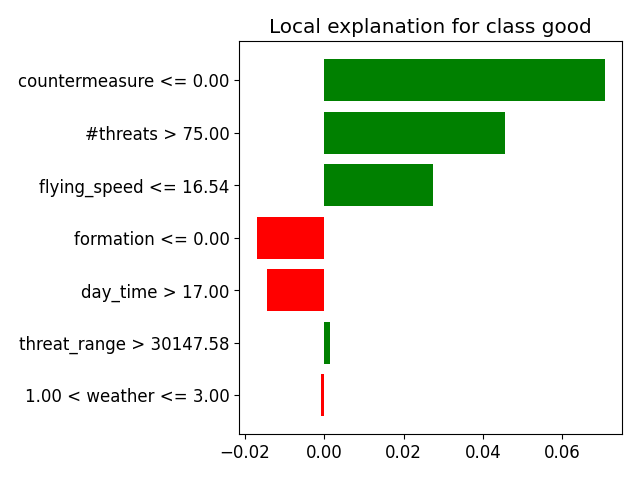 Local explanation for class good
countermeasure <= 0.00
#threats > 75.00
flying_speed <= 16.54
formation <= 0.00
day_time > 17.00
threat_range > 30147.58
1.00 < weather <= 3.00
−0.02 0.00 0.02 0.04 0.06